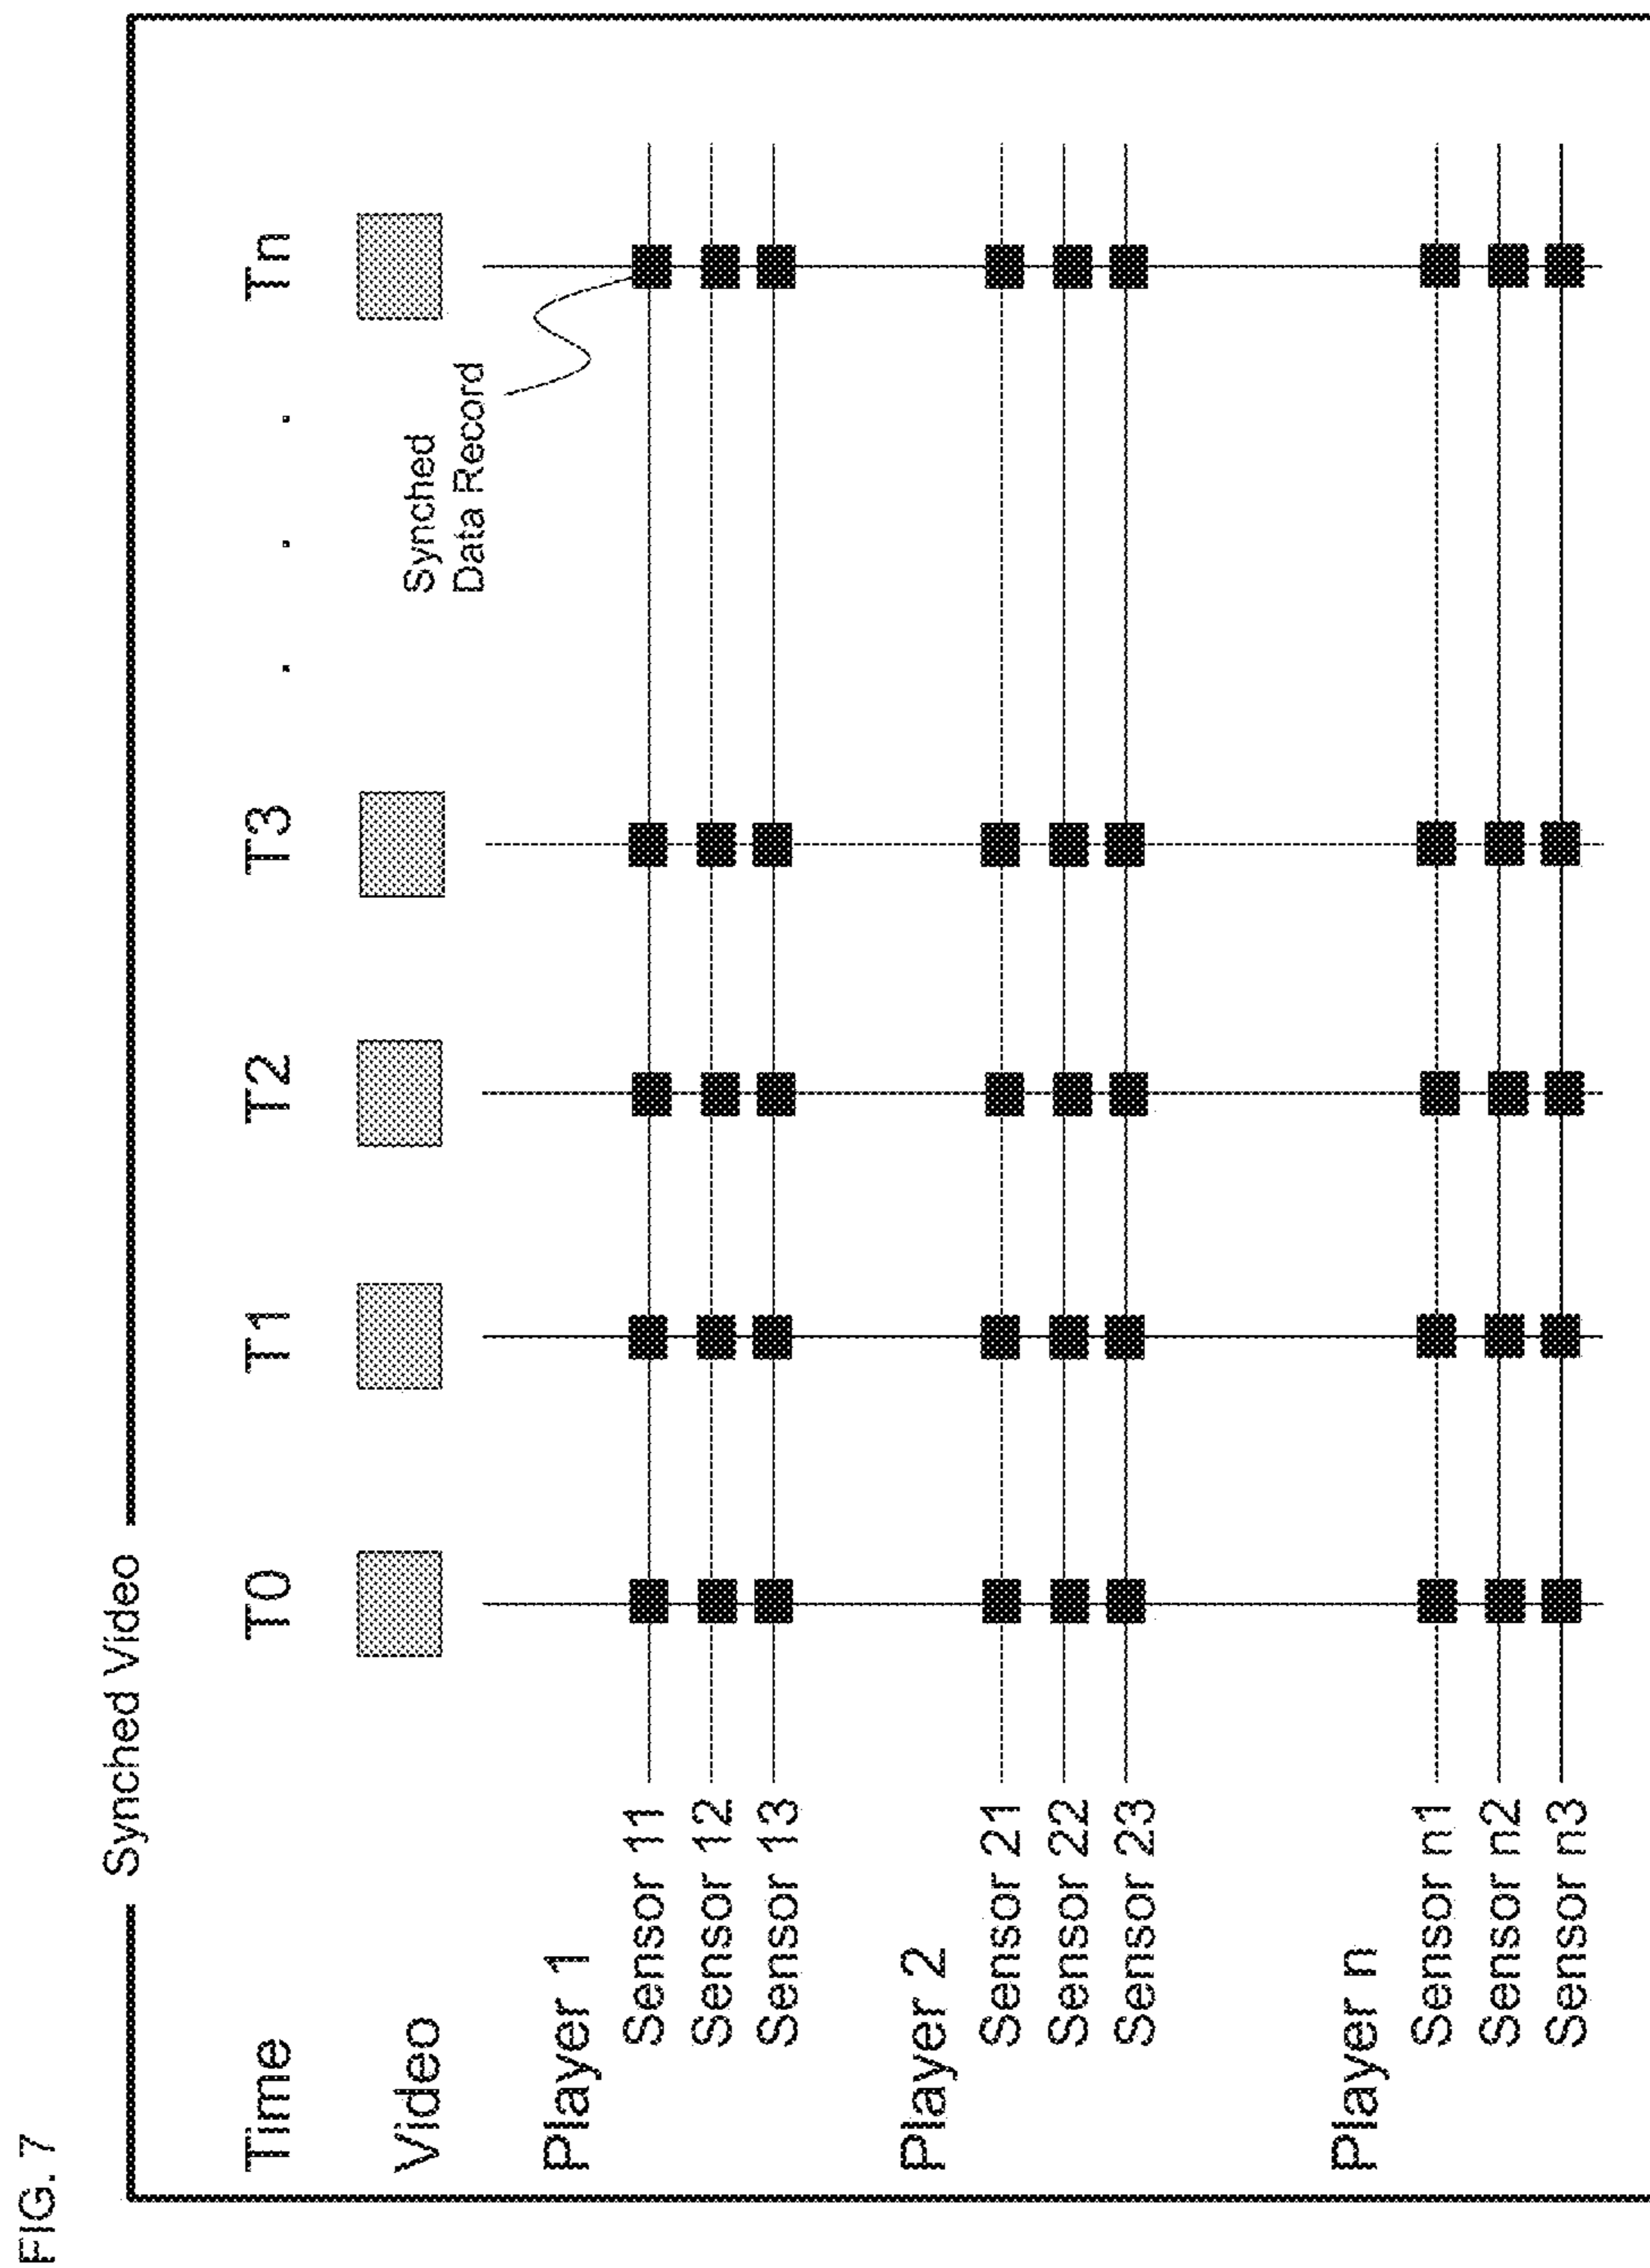 FIG. 7
Synched Video
Time T0 T1 T2 T3 . . . Tn
Video
Synched
Data Record
Player 1
Sensor 11
Sensor 12
Sensor 13
Player 2
Sensor 21
Sensor 22
Sensor 23
Player n
Sensor n1
Sensor n2
Sensor n3